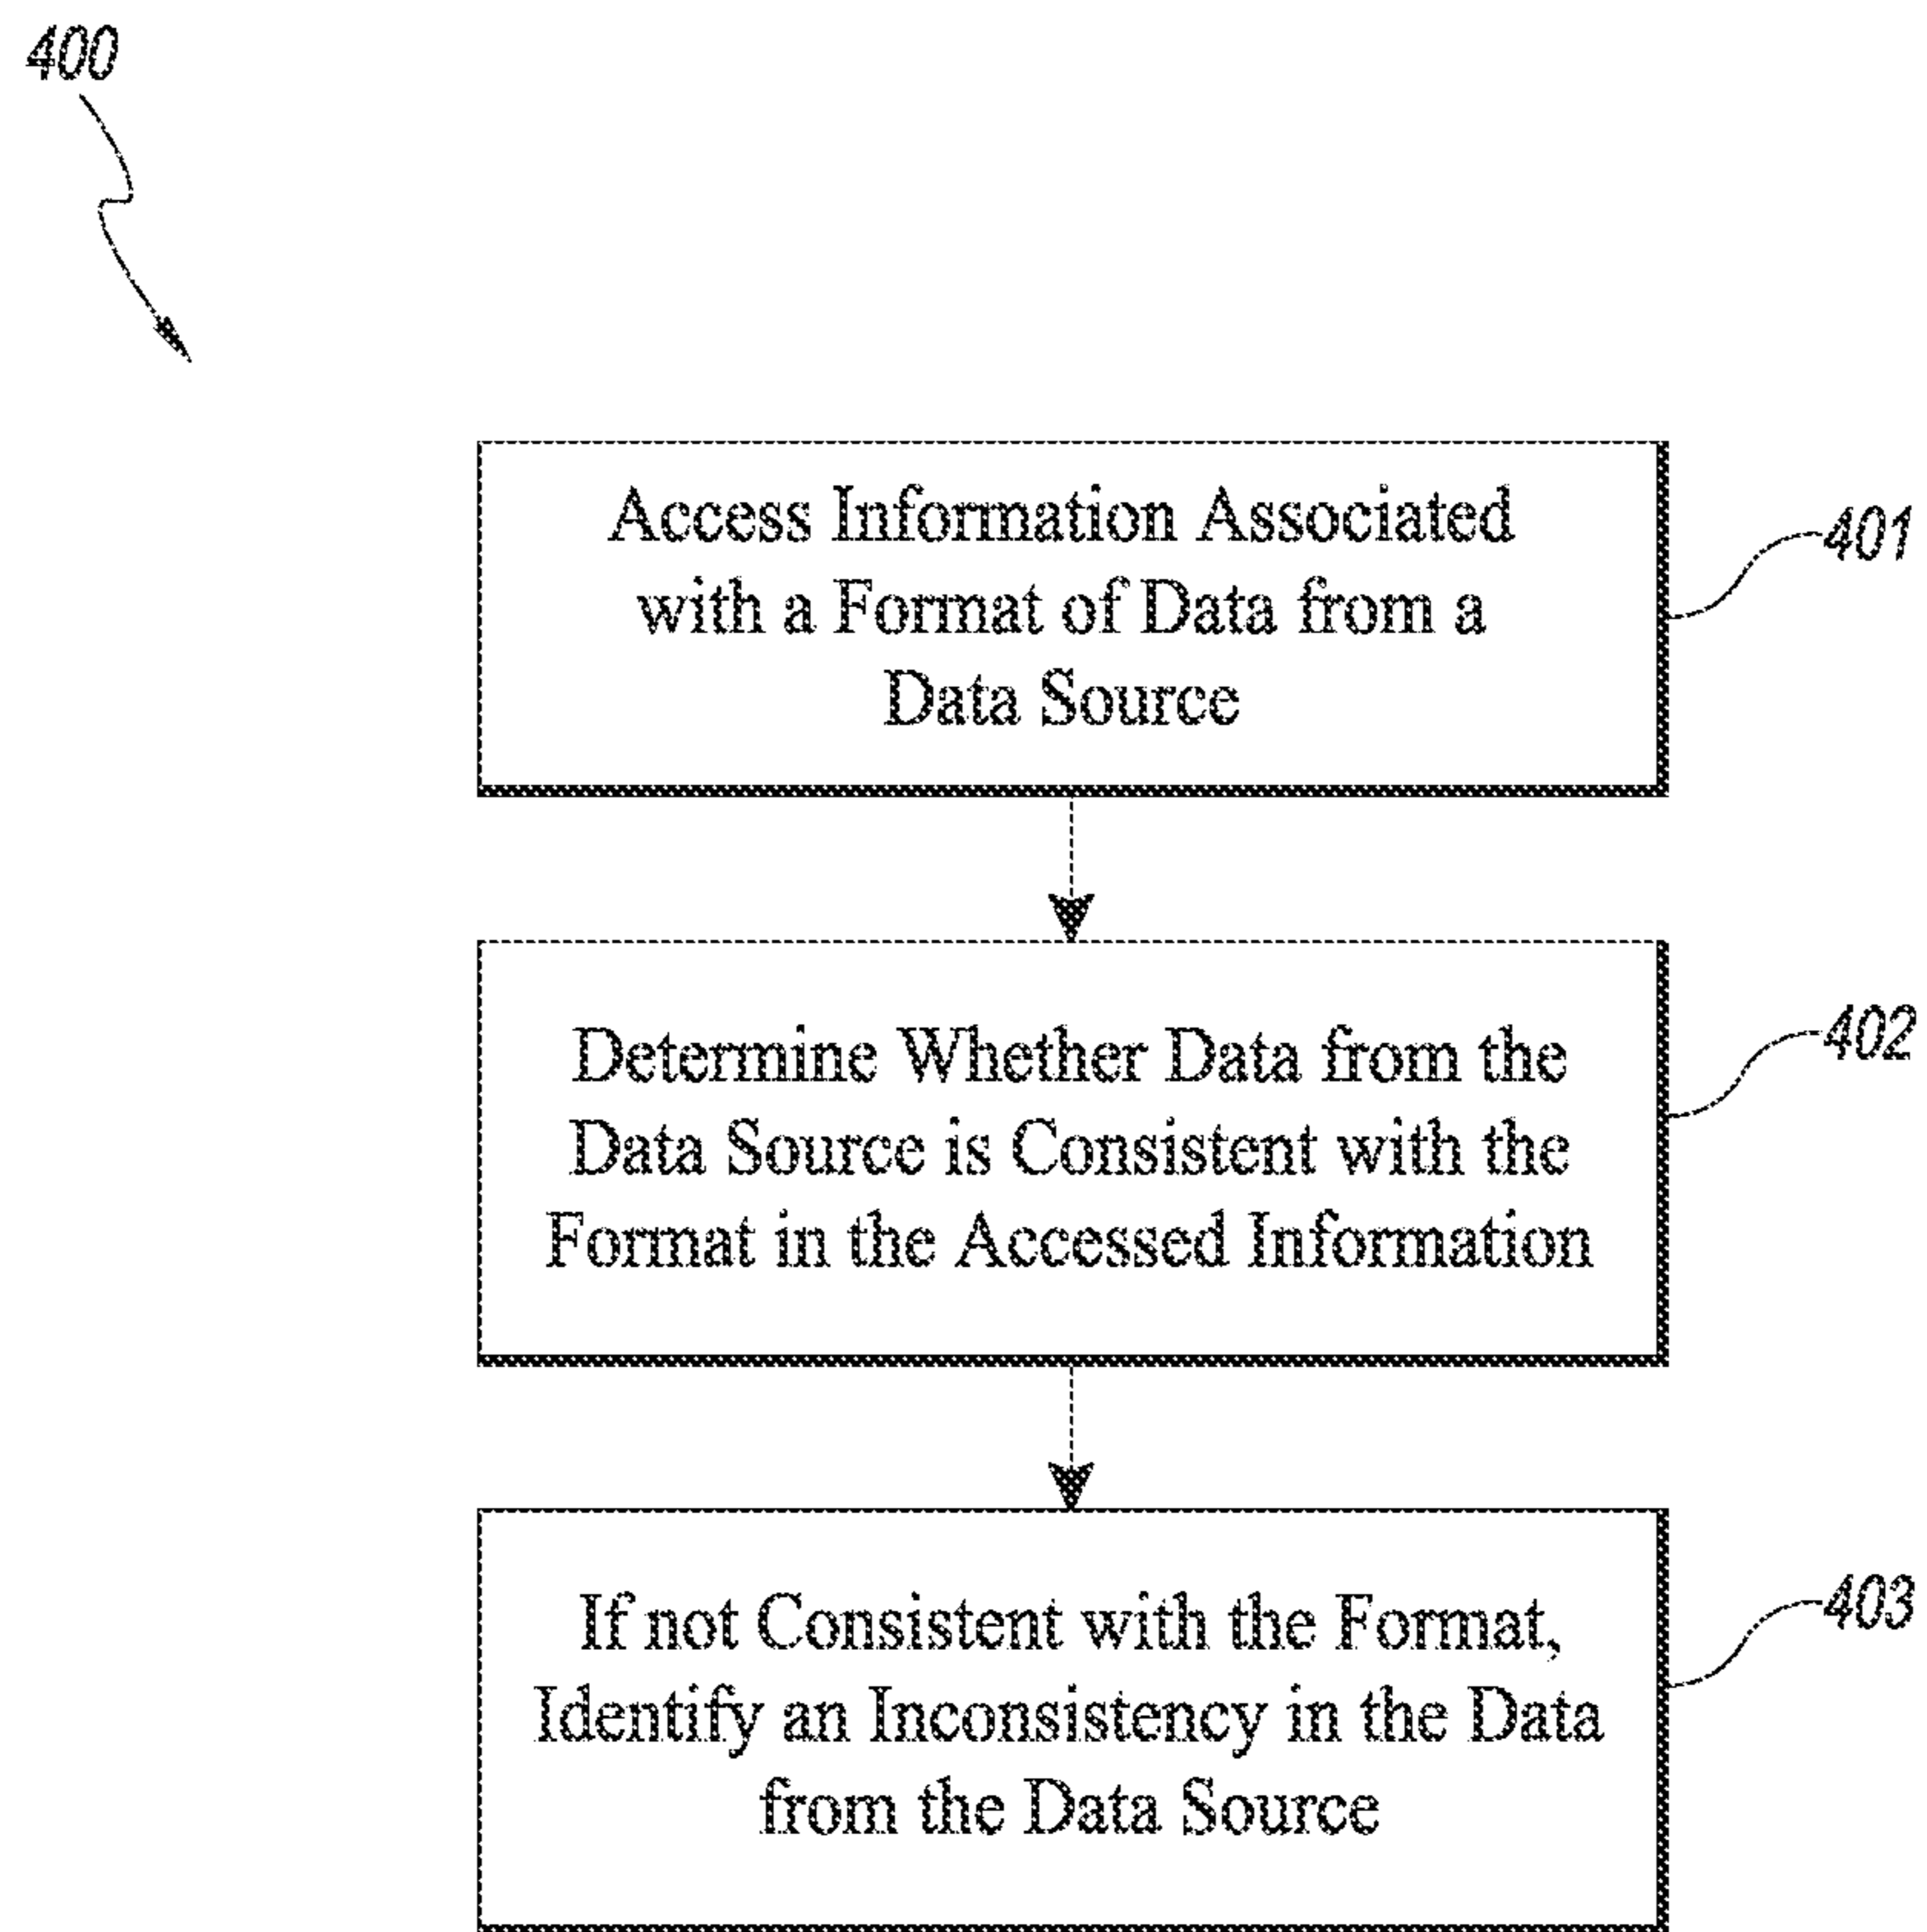 400
Access Information Associated
with a Format of Data from a
Data Source
401
Determine Whether Data from the
Data Source is Consistent with the
Format in the Accessed Information
402
If not Consistent with the Format,
Identify an Inconsistency in the Data
from the Data Source
403